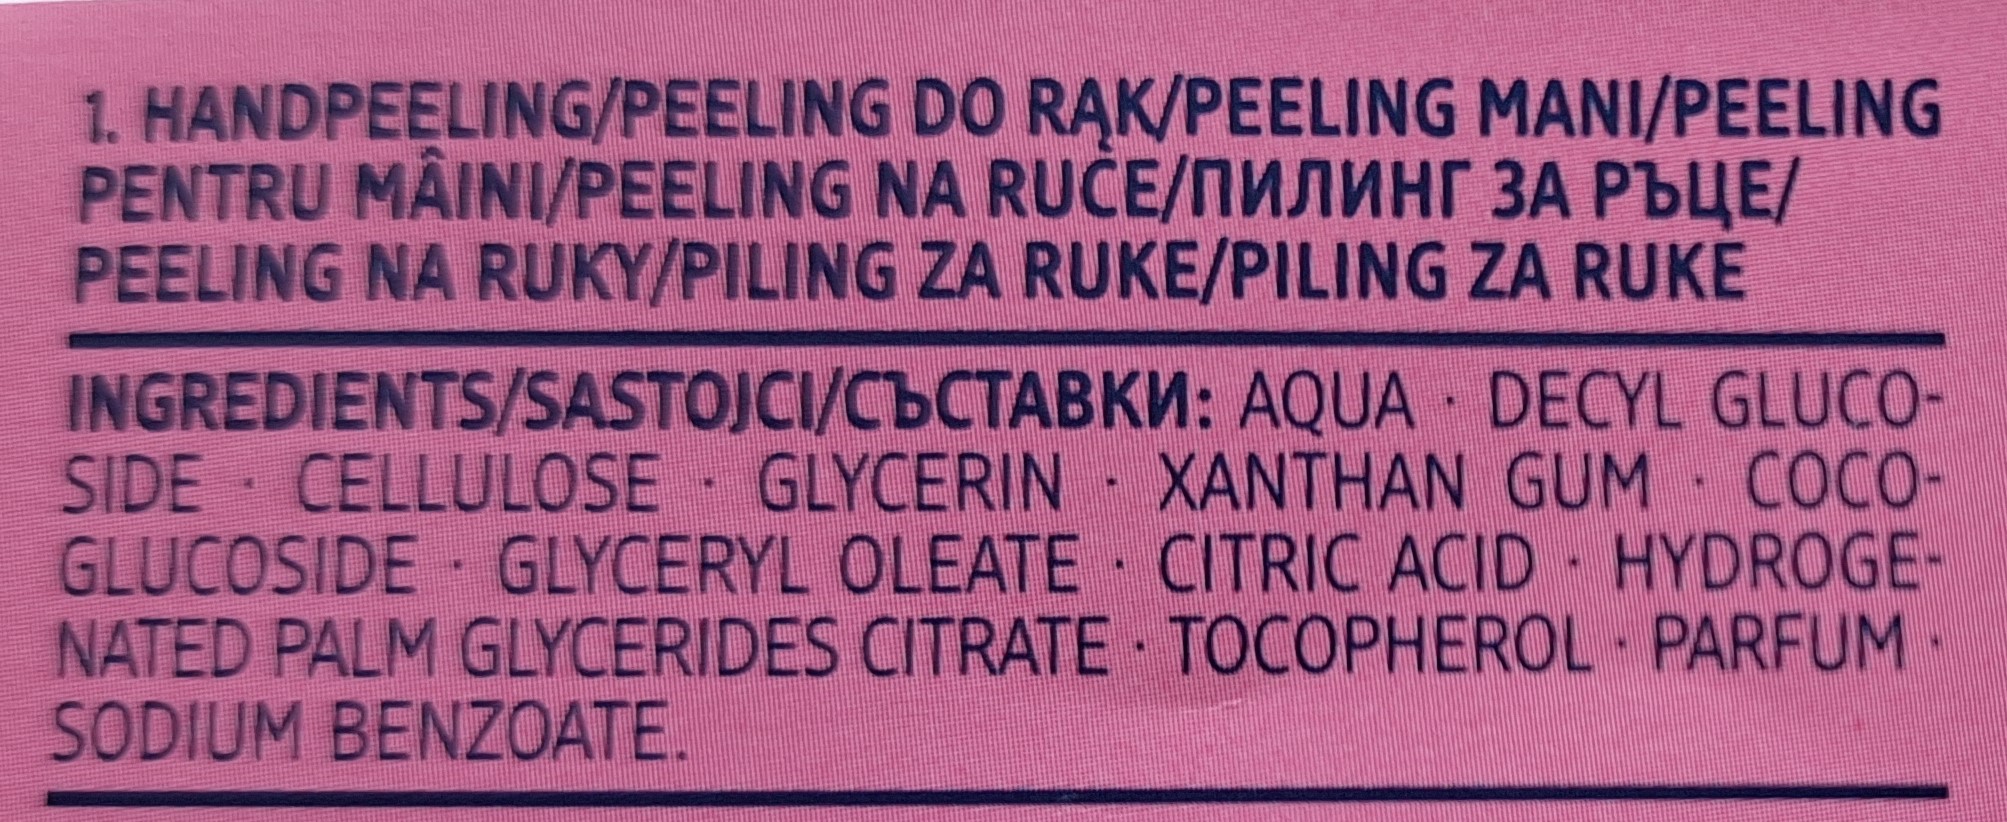 1. HANDPEELING/PEELING DO RĄK/PEELING MANI/PEELING
PENTRU MÂINI/PEELING NA RUCE/ПИЛИНГ ЗА РЪЦЕ/
PEELING NA RUKY/PILING ZA RUKE/PILING ZA RUKE
INGREDIENTS/SASTOJCI/СЪСТАВКИ: AQUA · DECYL GLUCO-
SIDE · CELLULOSE · GLYCERIN · XANTHAN GUM · COCO-
GLUCOSIDE · GLYCERYL OLEATE · CITRIC ACID · HYDROGE-
NATED PALM GLYCERIDES CITRATE · TOCOPHEROL · PARFUM ·
SODIUM BENZOATE.